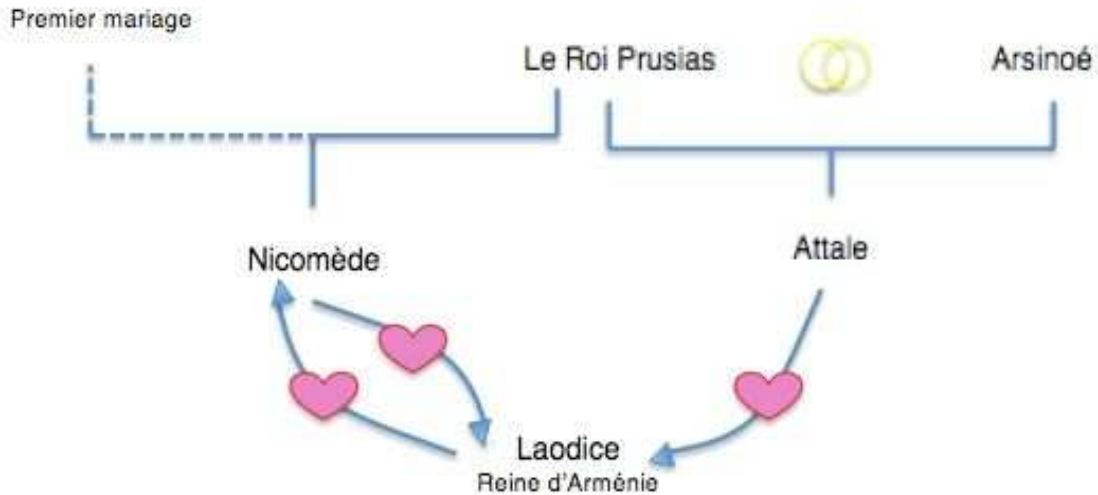 Premier mariage
Le Roi Prusias
Arsinoé
Nicomède
Attale
Laodice
Reine d'Arménie